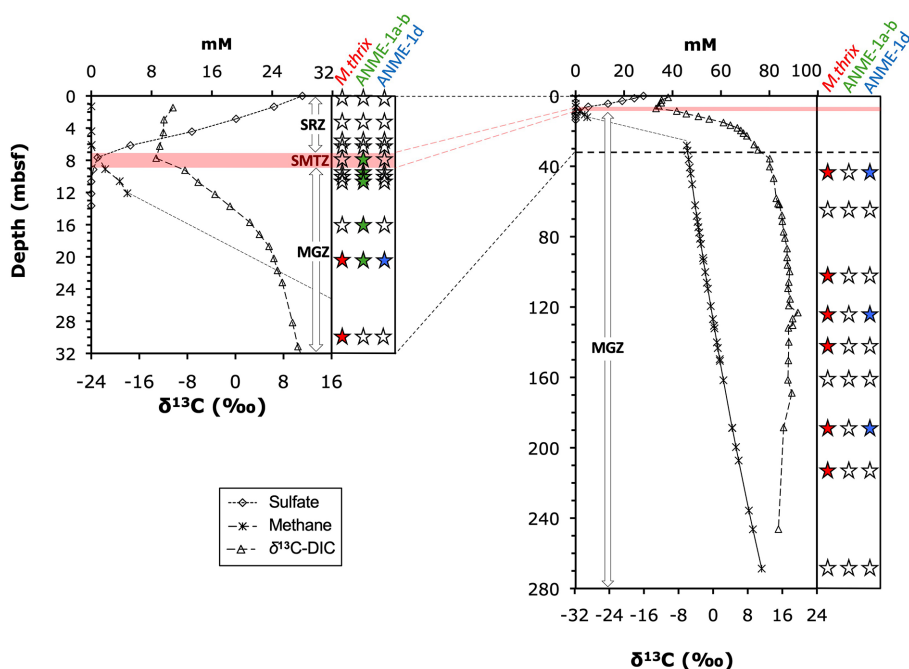 mM
0 8 16 24 32
M.thrix
ANME-1a-b
ANME-1d
0
4
8
12
16
20
24
28
32
Depth (mbsf)
SRZ
SMTZ
MGZ
-24 -16 -8 0 8 16
δ¹³C (‰)
Sulfate
Methane
δ¹³C-DIC
mM
0 20 40 60 80 100
M.thrix
ANME-1a-b
ANME-1d
0
40
80
120
160
200
240
280
MGZ
-32 -24 -16 -8 0 8 16 24
δ¹³C (‰)